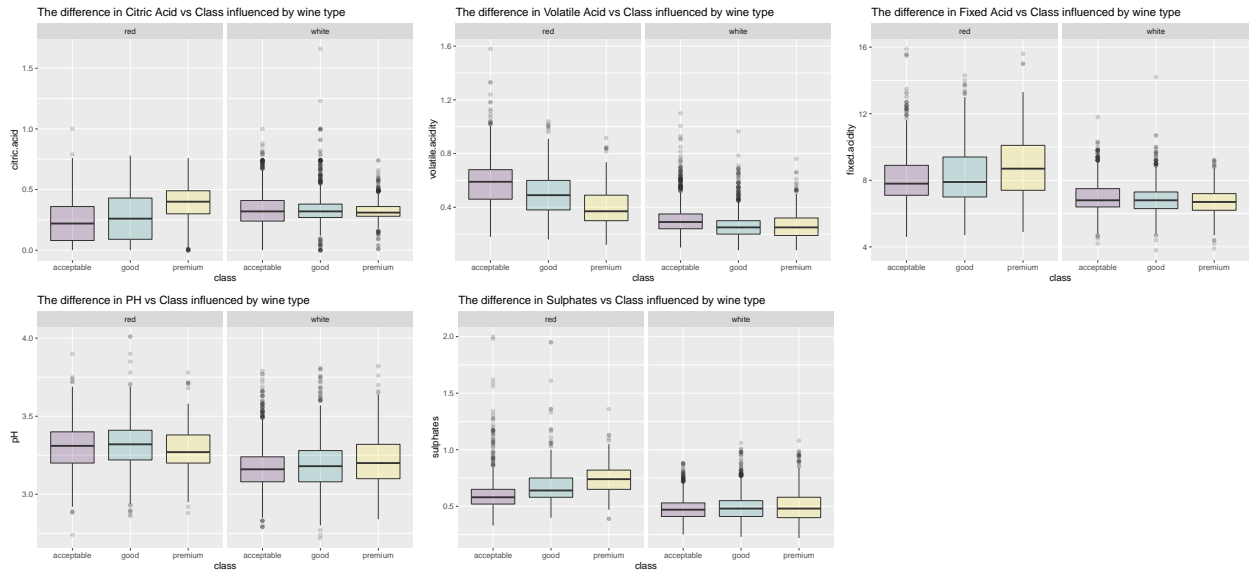 The difference in Citric Acid vs Class influenced by wine type
red
white
citric.acid
1.5
1.0
0.5
0.0
acceptable good premium acceptable good premium
class
The difference in Volatile Acid vs Class influenced by wine type
red
white
volatile.acidity
1.6
1.2
0.8
0.4
acceptable good premium acceptable good premium
class
The difference in Fixed Acid vs Class influenced by wine type
red
white
fixed.acidity
16
12
8
4
acceptable good premium acceptable good premium
class
The difference in PH vs Class influenced by wine type
red
white
pH
4.0
3.5
3.0
acceptable good premium acceptable good premium
class
The difference in Sulphates vs Class influenced by wine type
red
white
sulphates
2.0
1.5
1.0
0.5
acceptable good premium acceptable good premium
class